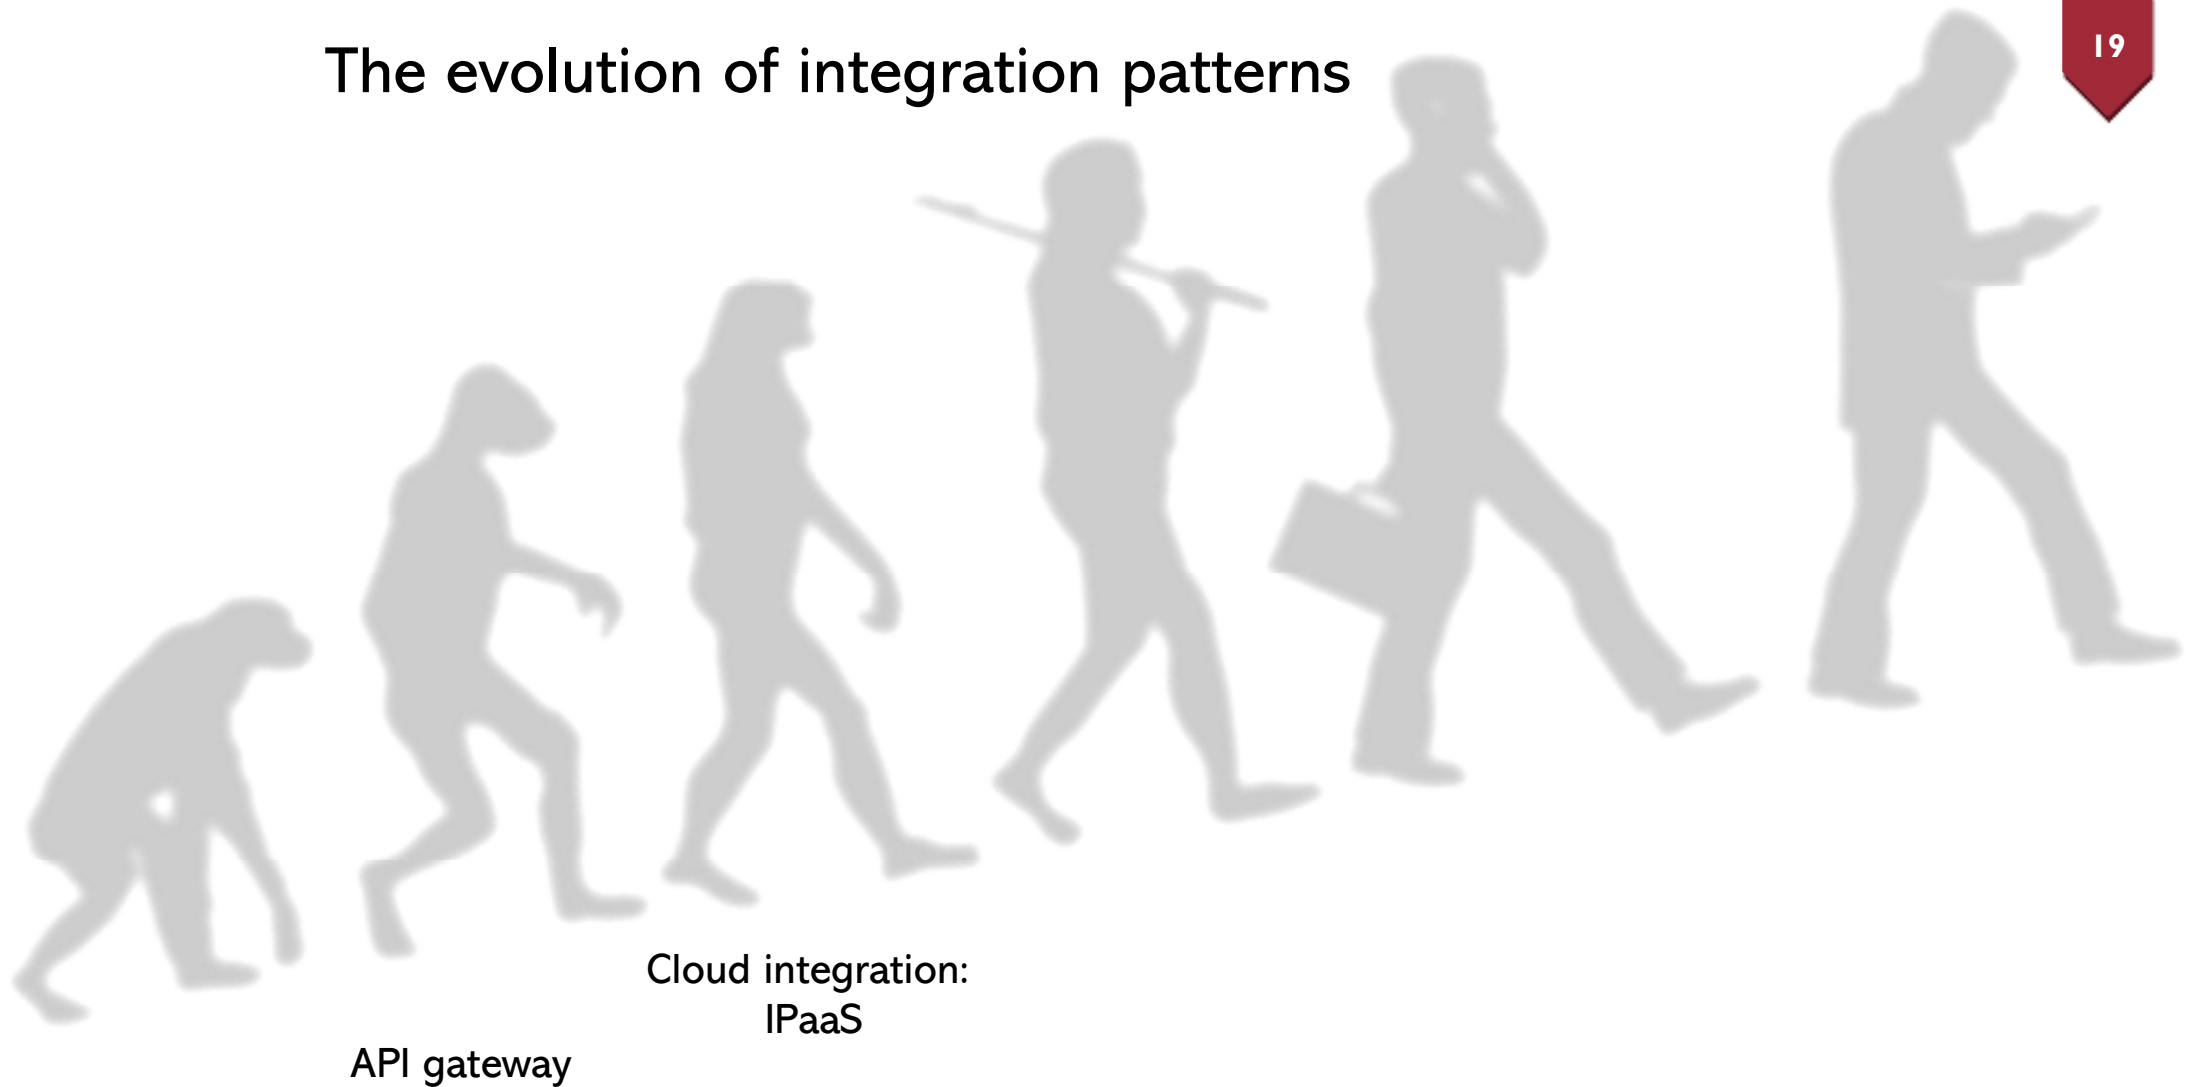 The evolution of integration patterns
19
Cloud integration:
IPaaS
API gateway